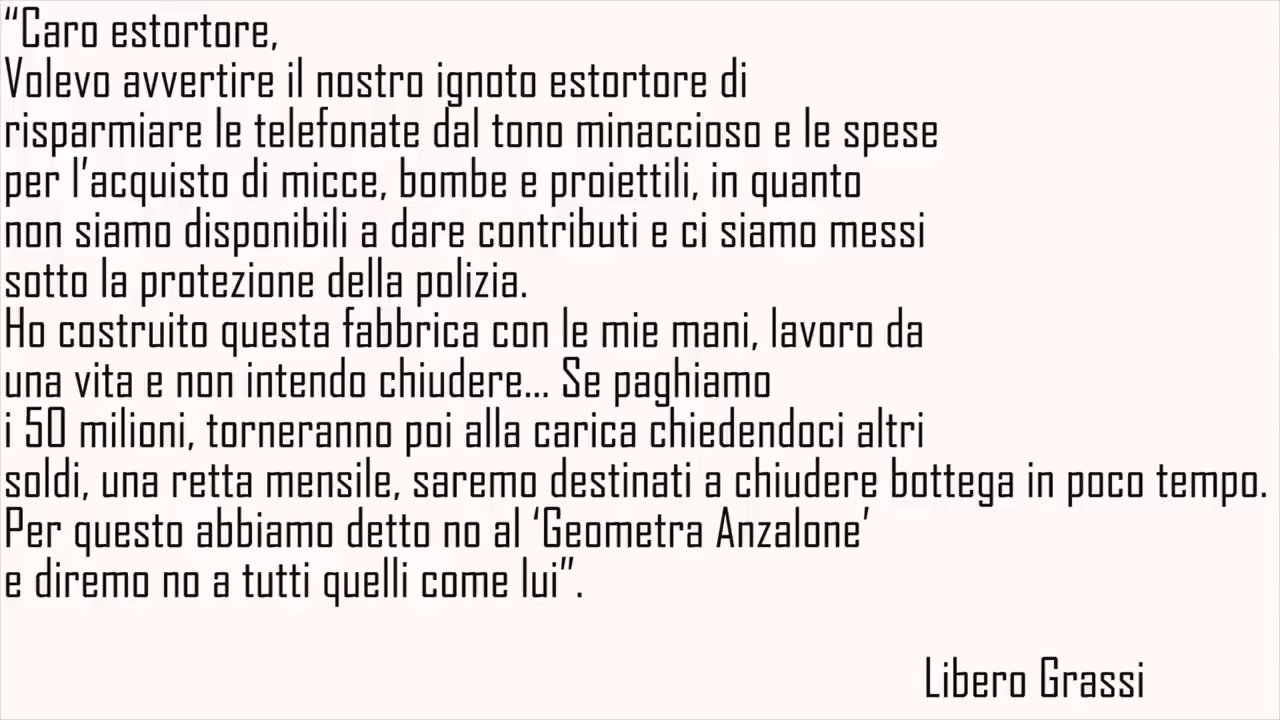 “Caro estortore,
Volevo avvertire il nostro ignoto estortore di
risparmiare le telefonate dal tono minaccioso e le spese
per l’acquisto di micce, bombe e proiettili, in quanto
non siamo disponibili a dare contributi e ci siamo messi
sotto la protezione della polizia.
Ho costruito questa fabbrica con le mie mani, lavoro da
una vita e non intendo chiudere... Se paghiamo
i 50 milioni, torneranno poi alla carica chiedendoci altri
soldi, una retta mensile, saremo destinati a chiudere bottega in poco tempo.
Per questo abbiamo detto no al ‘Geometra Anzalone’
e diremo no a tutti quelli come lui”.
Libero Grassi